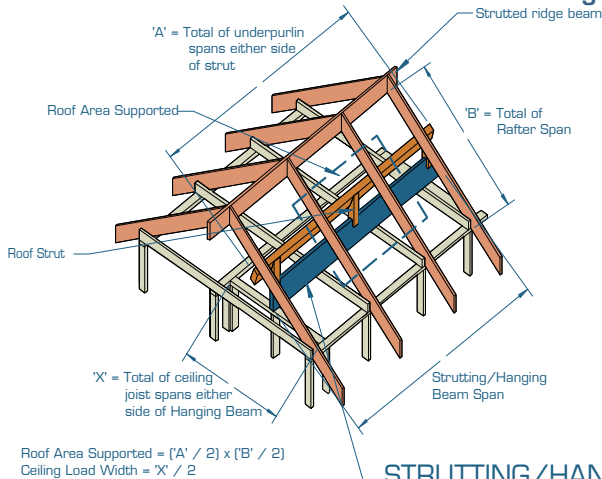 Strutted ridge beam
'A' = Total of underpurlin
spans either side
of strut
Roof Area Supported
'B' = Total of
Rafter Span
Roof Strut
'X' = Total of ceiling
joist spans either
side of Hanging Beam
Strutting/Hanging
Beam Span
Roof Area Supported = ('A' / 2) x ('B' / 2)
Ceiling Load Width = 'X' / 2
STRUTTING/HAN